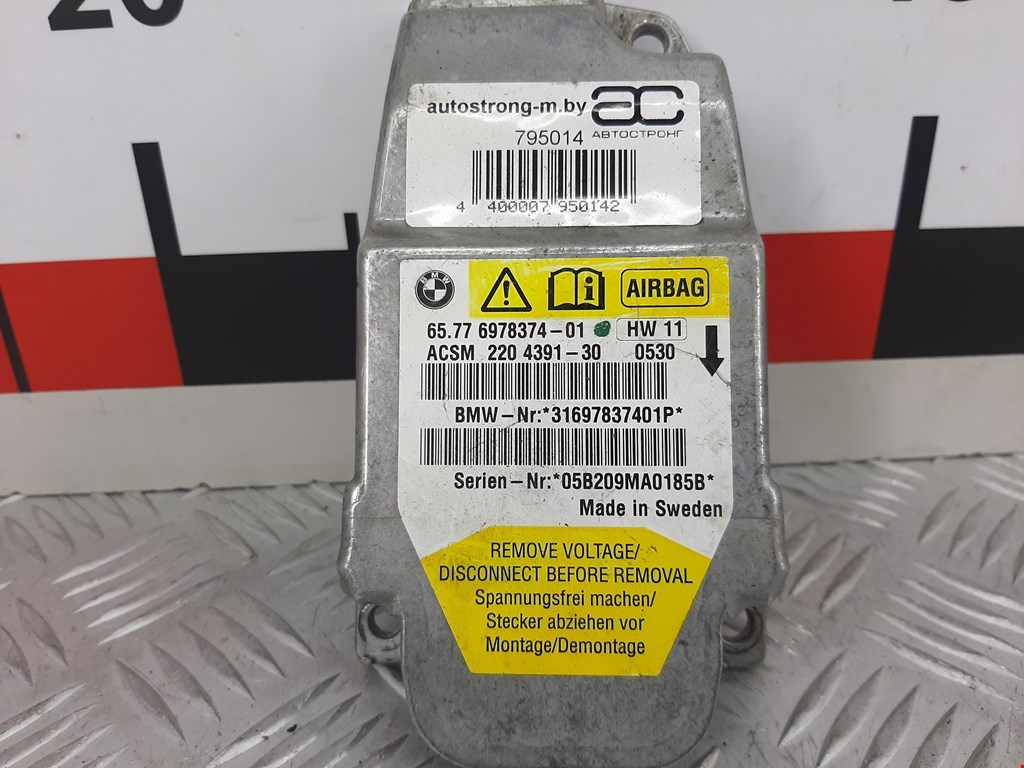 20
autostrong-m.by
АВТОСТРОНГ
795014
4 400007 950142
BMW
AIRBAG
65.77 6978374-01 HW 11
ACSM 220 4391-30 0530
BMW-Nr:*31697837401P*
Serien-Nr:*05B209MA0185B*
Made in Sweden
REMOVE VOLTAGE/
DISCONNECT BEFORE REMOVAL
Spannungsfrei machen/
Stecker abziehen vor
Montage/Demontage